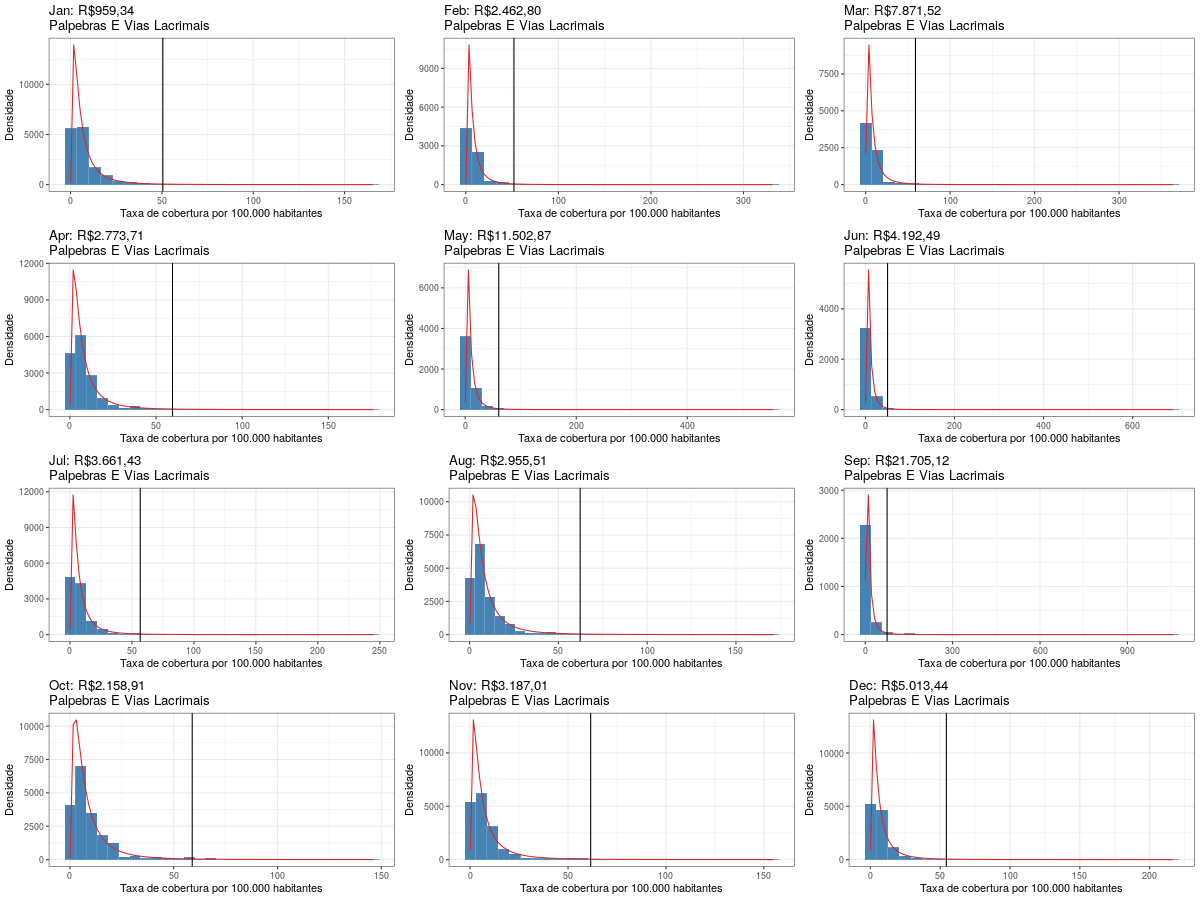 Jan: R$959,34
Palpebras E Vias Lacrimais
Densidade
10000
5000
0
0 50 100 150
Taxa de cobertura por 100.000 habitantes
Feb: R$2.462,80
Palpebras E Vias Lacrimais
Densidade
9000
6000
3000
0
0 100 200 300
Taxa de cobertura por 100.000 habitantes
Mar: R$7.871,52
Palpebras E Vias Lacrimais
Densidade
7500
5000
2500
0
0 100 200 300
Taxa de cobertura por 100.000 habitantes
Apr: R$2.773,71
Palpebras E Vias Lacrimais
Densidade
12000
9000
6000
3000
0
0 50 100 150
Taxa de cobertura por 100.000 habitantes
May: R$11.502,87
Palpebras E Vias Lacrimais
Densidade
6000
4000
2000
0
0 200 400
Taxa de cobertura por 100.000 habitantes
Jun: R$4.192,49
Palpebras E Vias Lacrimais
Densidade
4000
2000
0
0 200 400 600
Taxa de cobertura por 100.000 habitantes
Jul: R$3.661,43
Palpebras E Vias Lacrimais
Densidade
12000
9000
6000
3000
0
0 50 100 150 200 250
Taxa de cobertura por 100.000 habitantes
Aug: R$2.955,51
Palpebras E Vias Lacrimais
Densidade
10000
7500
5000
2500
0
0 50 100 150
Taxa de cobertura por 100.000 habitantes
Sep: R$21.705,12
Palpebras E Vias Lacrimais
Densidade
3000
2000
1000
0
0 300 600 900
Taxa de cobertura por 100.000 habitantes
Oct: R$2.158,91
Palpebras E Vias Lacrimais
Densidade
10000
7500
5000
2500
0
0 50 100 150
Taxa de cobertura por 100.000 habitantes
Nov: R$3.187,01
Palpebras E Vias Lacrimais
Densidade
10000
5000
0
0 50 100 150
Taxa de cobertura por 100.000 habitantes
Dec: R$5.013,44
Palpebras E Vias Lacrimais
Densidade
10000
5000
0
0 50 100 150 200
Taxa de cobertura por 100.000 habitantes